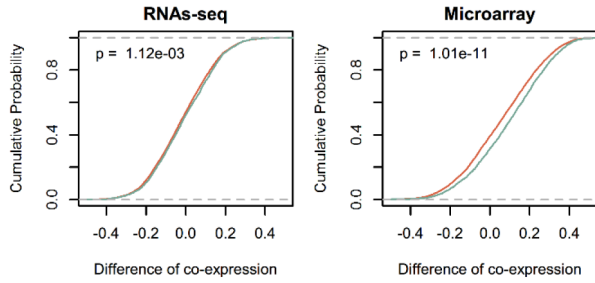 RNAs-seq
p = 1.12e-03
Cumulative Probability
0.0
0.4
0.8
-0.4 -0.2 0.0 0.2 0.4
Difference of co-expression
Microarray
p = 1.01e-11
Cumulative Probability
0.0
0.4
0.8
-0.4 -0.2 0.0 0.2 0.4
Difference of co-expression